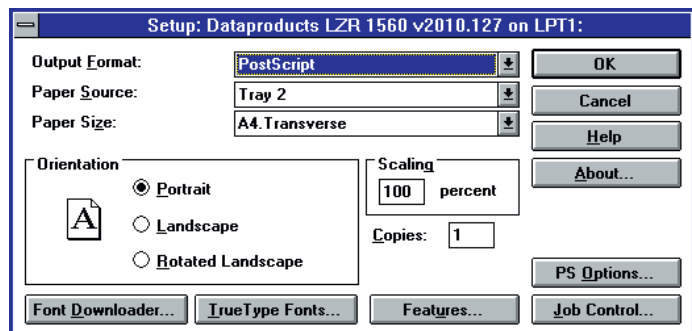 Setup: Dataproducts LZR 1560 v2010.127 on LPT1:
Output Format: PostScript OK
Paper Source: Tray 2 Cancel
Paper Size: A4.Transverse Help
Orientation Scaling About...
Portrait 100 percent
A Landscape Copies: 1
Rotated Landscape PS Options...
Font Downloader... TrueType Fonts... Features... Job Control...